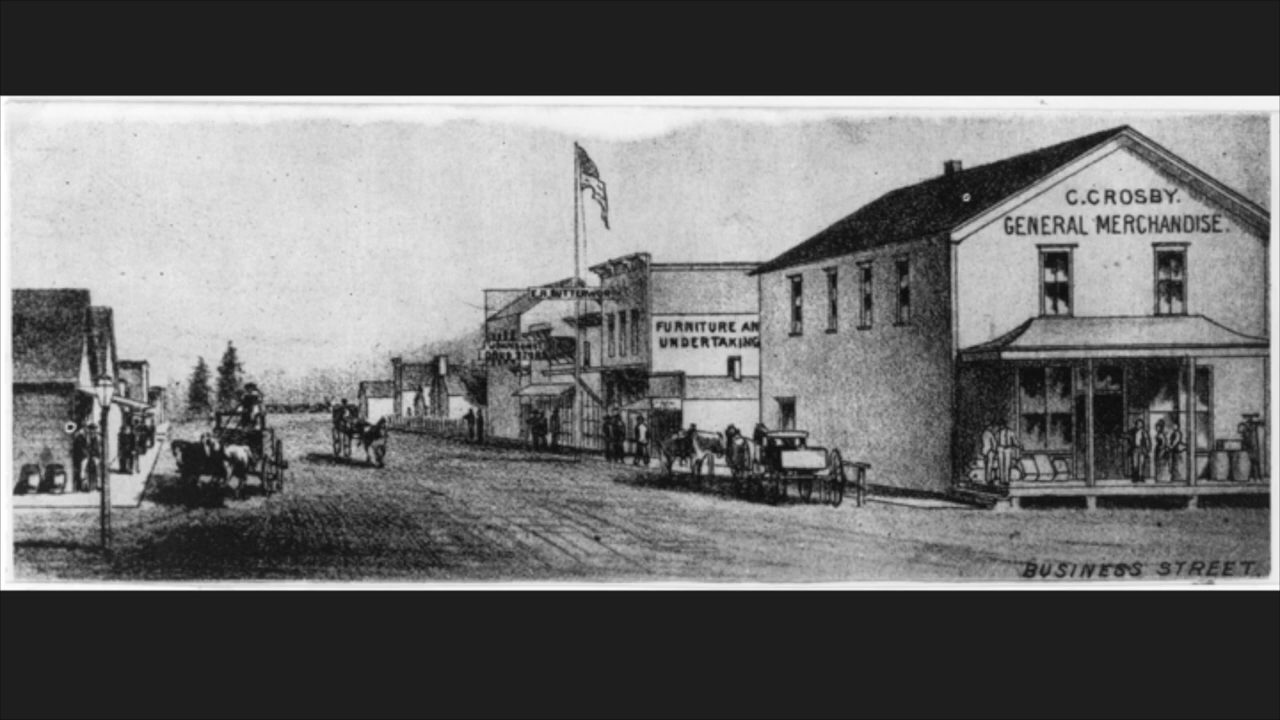 C.CROSBY.
GENERAL MERCHANDISE.
FURNITURE AN
UNDERTAKING
BUSINESS STREET.